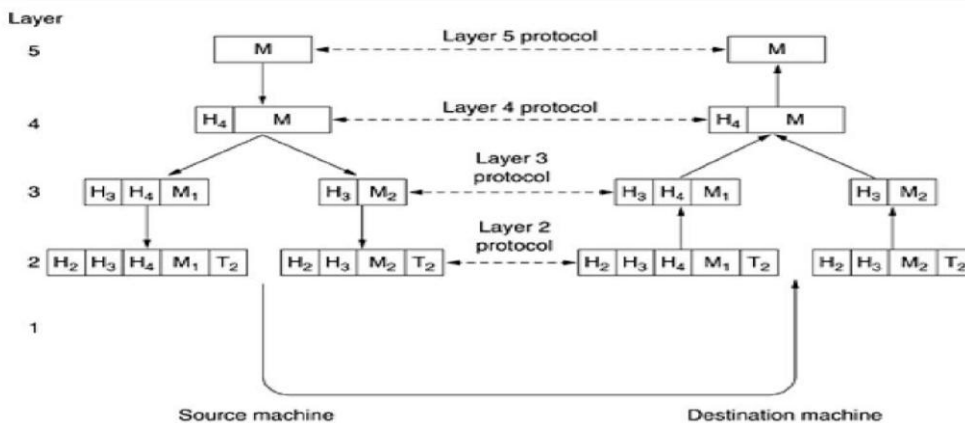 Layer
5 M Layer 5 protocol M
4 H₄ M Layer 4 protocol H₄ M
Layer 3
protocol
3 H₃ H₄ M₁ H₃ M₂ H₃ H₄ M₁ H₃ M₂
Layer 2
protocol
2 H₂ H₃ H₄ M₁ T₂ H₂ H₃ M₂ T₂ H₂ H₃ H₄ M₁ T₂ H₂ H₃ M₂ T₂
1
Source machine Destination machine